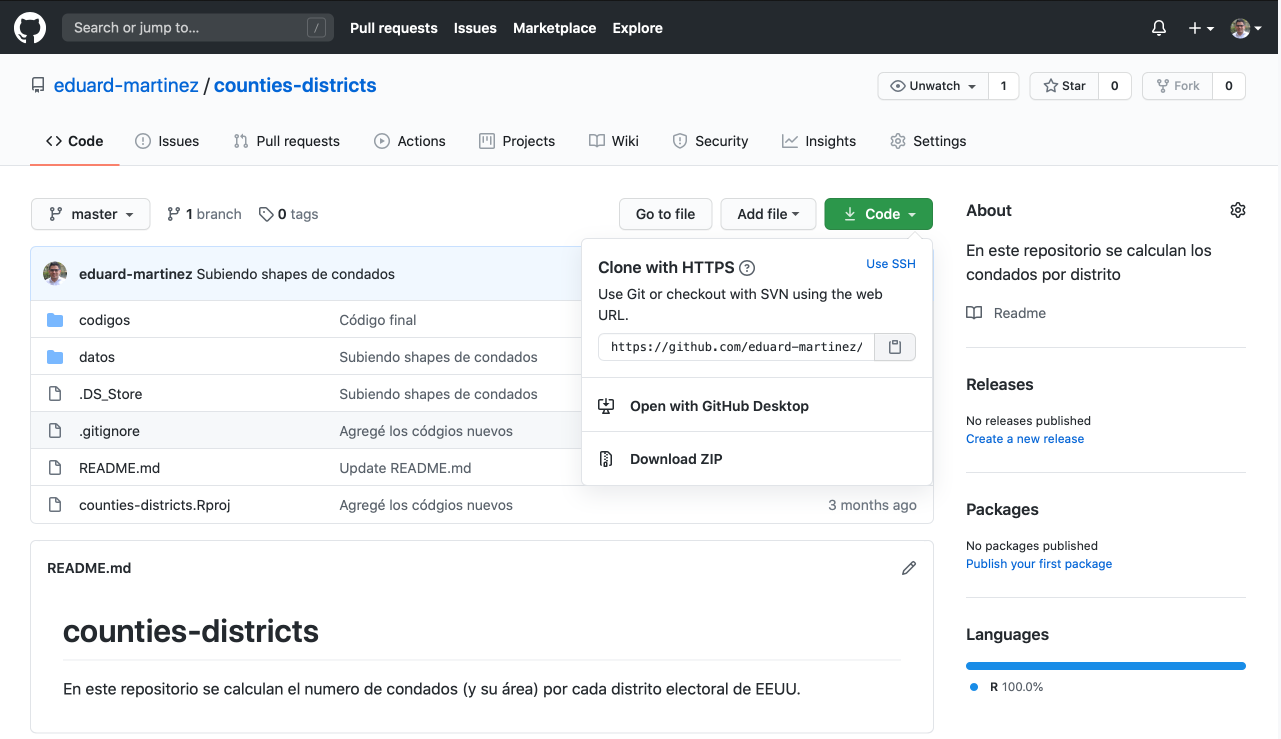 Search or jump to… /
Pull requests Issues Marketplace Explore
eduard-martinez / counties-districts
Unwatch 1 Star 0 Fork 0
Code Issues Pull requests Actions Projects Wiki Security Insights Settings
master 1 branch 0 tags
Go to file Add file Code
eduard-martinez Subiendo shapes de condados
codigos Código final
datos Subiendo shapes de condados
.DS_Store Subiendo shapes de condados
.gitignore Agregé los códgios nuevos
README.md Update README.md
counties-districts.Rproj Agregé los códgios nuevos 3 months ago
Clone with HTTPS ? Use SSH
Use Git or checkout with SVN using the web
URL.
https://github.com/eduard-martinez/
Open with GitHub Desktop
Download ZIP
README.md
counties-districts
En este repositorio se calculan el numero de condados (y su área) por cada distrito electoral de EEUU.
About
En este repositorio se calculan los
condados por distrito
Readme
Releases
No releases published
Create a new release
Packages
No packages published
Publish your first package
Languages
R 100.0%